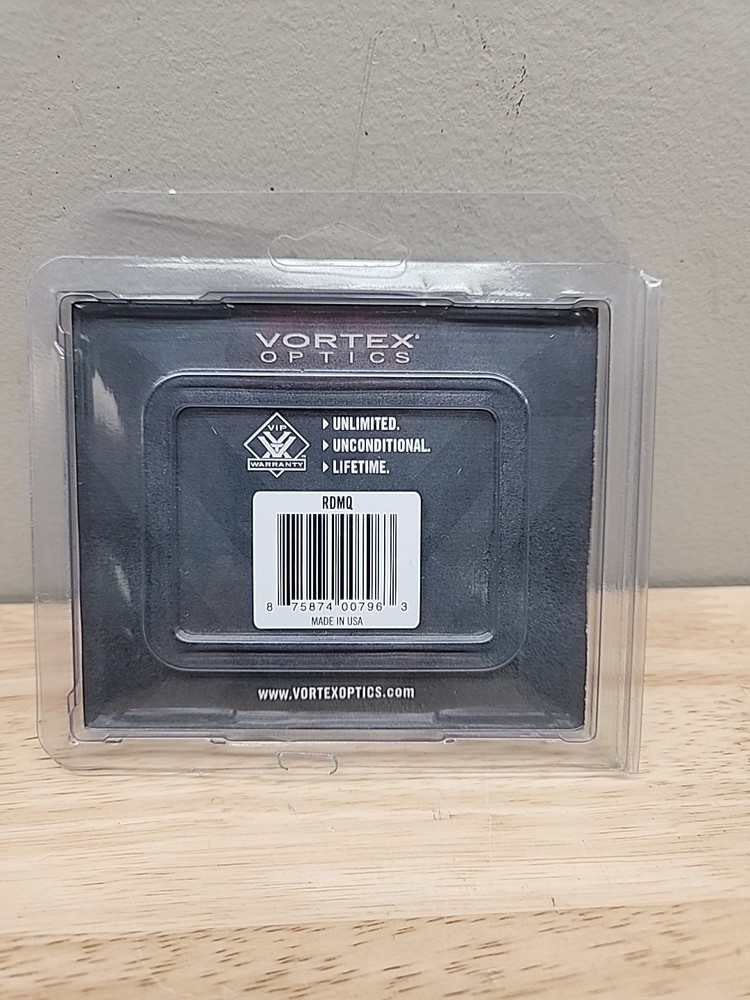 VORTEX®
OPTICS
VIP
WARRANTY
UNLIMITED.
UNCONDITIONAL.
LIFETIME.
RDMQ
8 75874 00796 3
MADE IN USA
www.VORTEXOPTICS.com